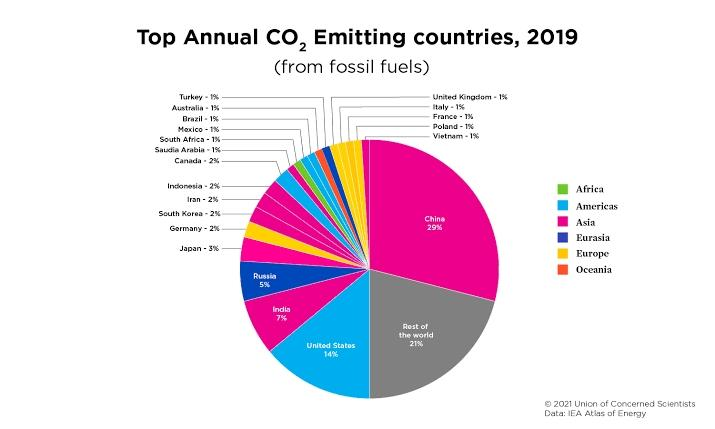 Top Annual CO2 Emitting countries, 2019
(from fossil fuels)
Turkey - 1%
Australia - 1%
Brazil - 1%
Mexico - 1%
South Africa - 1%
Saudia Arabia - 1%
Canada - 2%
Indonesia - 2%
Iran - 2%
South Korea - 2%
Germany - 2%
Japan - 3%
United Kingdom - 1%
Italy - 1%
France - 1%
Poland - 1%
Vietnam - 1%
China
29%
Russia
5%
India
7%
United States
14%
Rest of
the world
21%
Africa
Americas
Asia
Eurasia
Europe
Oceania
© 2021 Union of Concerned Scientists
Data: IEA Atlas of Energy